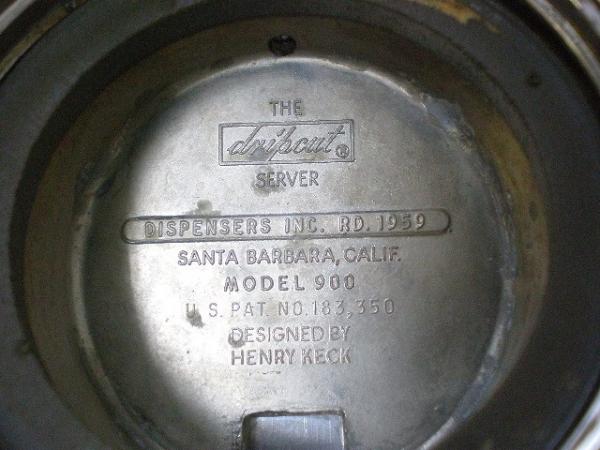 THE
dripcut®
SERVER
DISPENSERS INC. RD. 1959
SANTA BARBARA, CALIF.
MODEL 900
U.S. PAT. NO. 183,350
DESIGNED BY
HENRY KECK